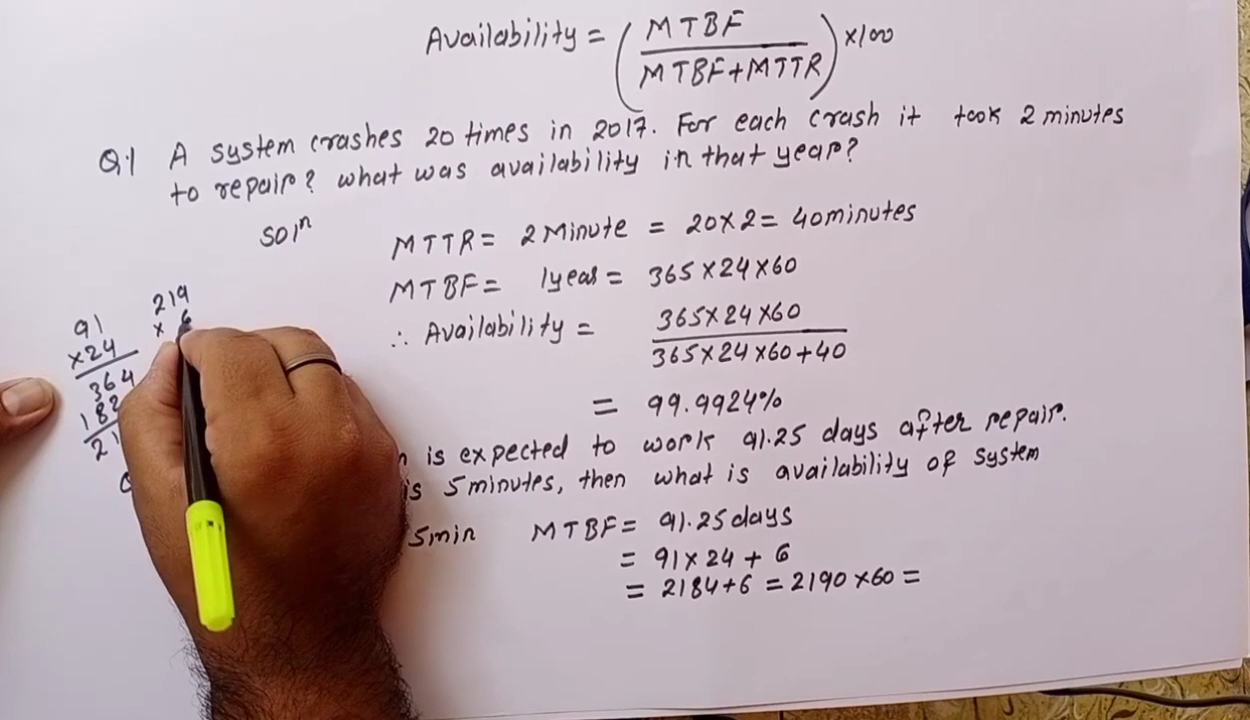 Availability = (MTBF / MTBF+MTTR) ×100
Q.1 A system crashes 20 times in 2017. For each crash it took 2 minutes
to repair? what was availability in that year?
Solⁿ
MTTR = 2 Minute = 20×2 = 40 minutes
MTBF = 1 year = 365×24×60
∴ Availability = 365×24×60 / 365×24×60+40
= 99.9924%
is expected to work 91.25 days after repair.
is 5 minutes, then what is availability of system
5min MTBF = 91.25 days
= 91×24 + 6
= 2184+6 = 2190×60 =
91
×24
364
182
21
219
× 6